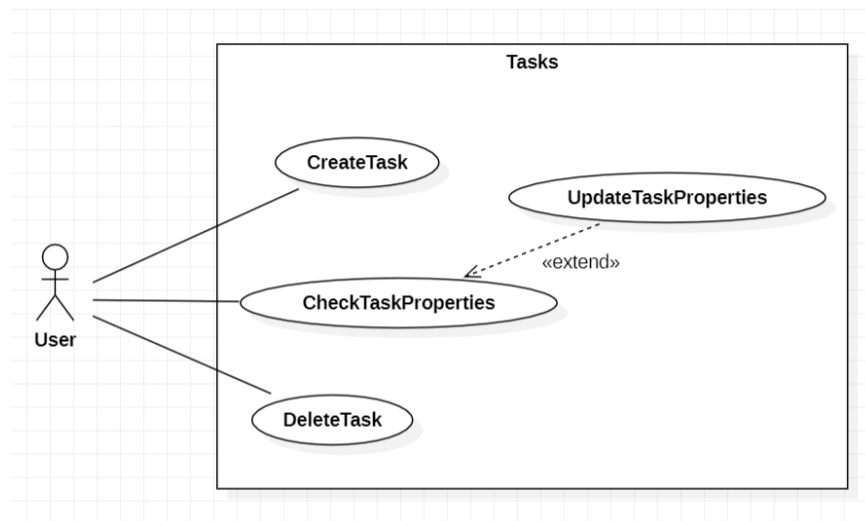 Tasks
CreateTask
UpdateTaskProperties
«extend»
CheckTaskProperties
User
DeleteTask